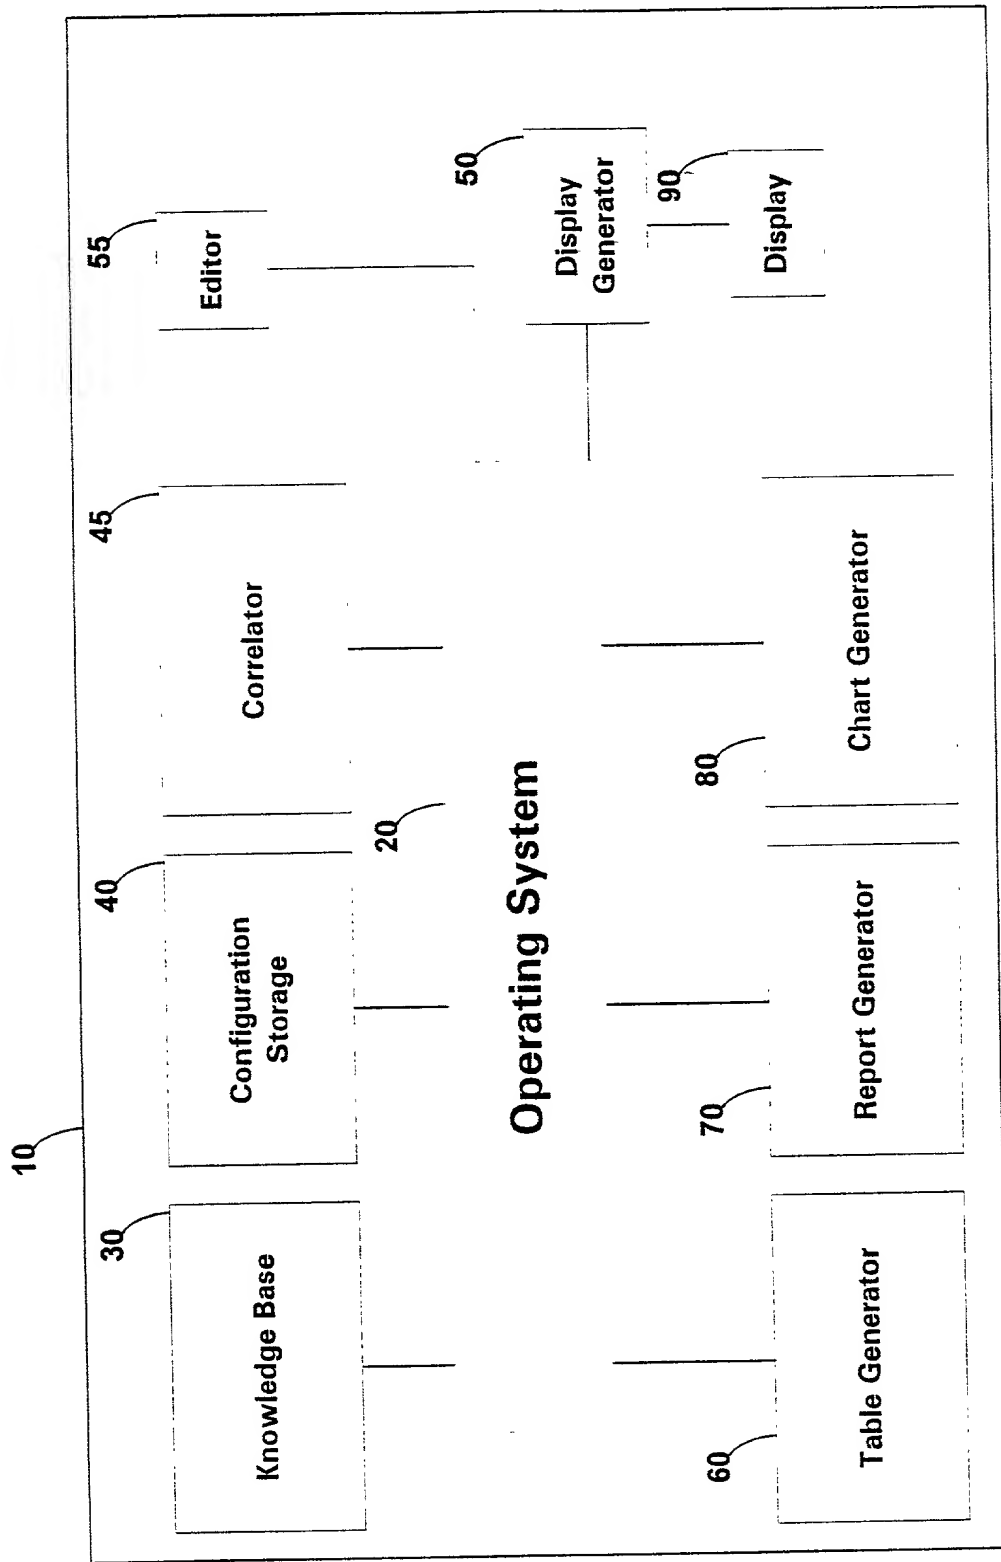 10
30
40
45
55
Knowledge Base
Configuration
Storage
Correlator
Editor
20
Operating System
50
Display
Generator
90
Display
60
70
80
Table Generator
Report Generator
Chart Generator